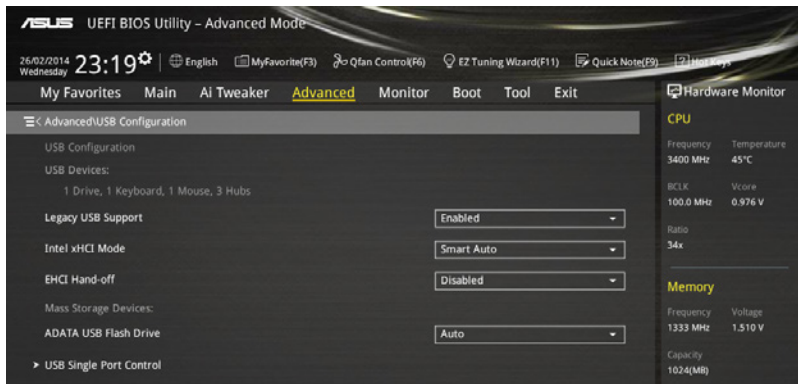 ASUS UEFI BIOS Utility – Advanced Mode
26/02/2014 Wednesday 23:19 English MyFavorite(F3) Qfan Control(F6) EZ Tuning Wizard(F11) Quick Note(F9) Hot Keys
My Favorites Main Ai Tweaker Advanced Monitor Boot Tool Exit
< Advanced\USB Configuration
USB Configuration
USB Devices:
1 Drive, 1 Keyboard, 1 Mouse, 3 Hubs
Legacy USB Support Enabled
Intel xHCI Mode Smart Auto
EHCI Hand-off Disabled
Mass Storage Devices:
ADATA USB Flash Drive Auto
> USB Single Port Control
Hardware Monitor
CPU
Frequency Temperature
3400 MHz 45°C
BCLK Vcore
100.0 MHz 0.976 V
Ratio
34x
Memory
Frequency Voltage
1333 MHz 1.510 V
Capacity
1024(MB)